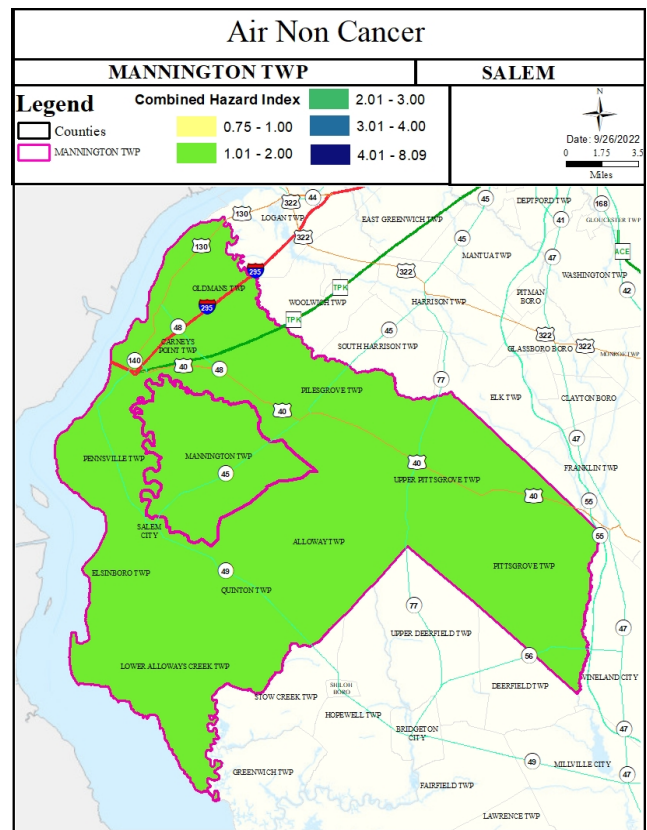 Air Non Cancer
MANNINGTON TWP
SALEM
Legend
Counties
MANNINGTON TWP
Combined Hazard Index
0.75 - 1.00
1.01 - 2.00
2.01 - 3.00
3.01 - 4.00
4.01 - 8.09
N
Date: 9/26/2022
0 1.75 3.5
Miles
322
44
130
LOGAN TWP
322
EAST GREENWICH TWP
45
DEPTFORD TWP
168
41
GLOUCESTER TWP
130
45
MANTUA TWP
47
ACE
295
322
WASHINGTON TWP
OLDMANS TWP
TPK
42
WOOLWICH TWP
HARRISON TWP
PITMAN
BORO
295
TPK
48
45
322
CARNEYS
POINT TWP
SOUTH HARRISON TWP
GLASSBORO BORO
322
MONROE TWP
140
40
48
77
PILESGROVE TWP
ELK TWP
CLAYTON BORO
40
47
MANNINGTON TWP
PENNSVILLE TWP
40
FRANKLIN TWP
45
UPPER PITTSGROVE TWP
40
55
SALEM
CITY
55
ALLOWAY TWP
PITTSGROVE TWP
ELSINBORO TWP
49
QUINTON TWP
77
47
UPPER DEERFIELD TWP
56
LOWER ALLOWAYS CREEK TWP
VINELAND CITY
SHILOH
BORO
DEERFIELD TWP
STOW CREEK TWP
HOPEWELL TWP
BRIDGETON
CITY
47
49
MILLVILLE CITY
GREENWICH TWP
47
FAIRFIELD TWP
LAWRENCE TWP